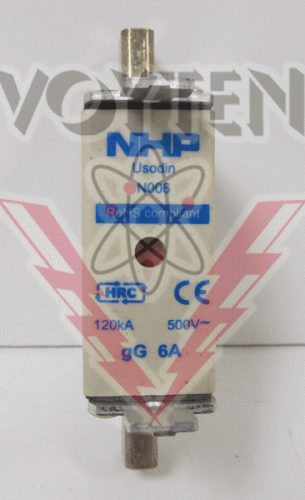 VOYTEN
NHP
Usodin
N006
RoHS compliant
HRC CE
120kA 500V~
gG 6A